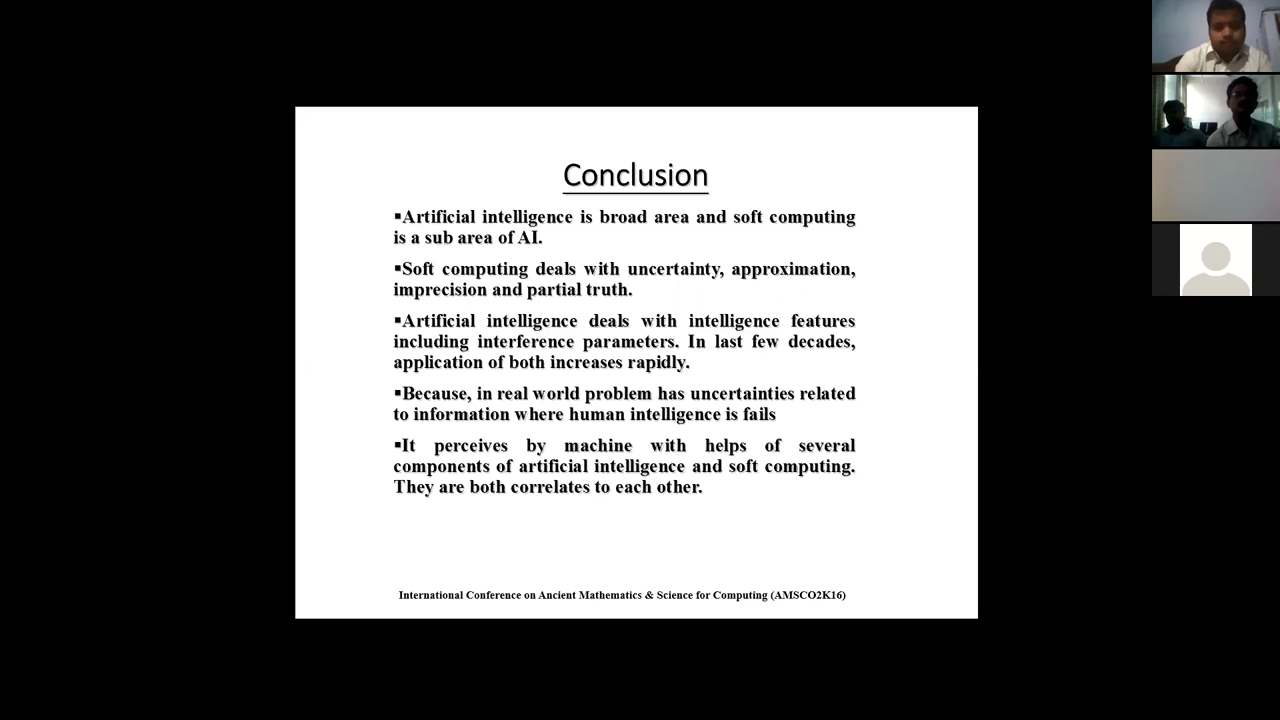 Conclusion
▪Artificial intelligence is broad area and soft computing
is a sub area of AI.
▪Soft computing deals with uncertainty, approximation,
imprecision and partial truth.
▪Artificial intelligence deals with intelligence features
including interference parameters. In last few decades,
application of both increases rapidly.
▪Because, in real world problem has uncertainties related
to information where human intelligence is fails
▪It perceives by machine with helps of several
components of artificial intelligence and soft computing.
They are both correlates to each other.
International Conference on Ancient Mathematics & Science for Computing (AMSCO2K16)